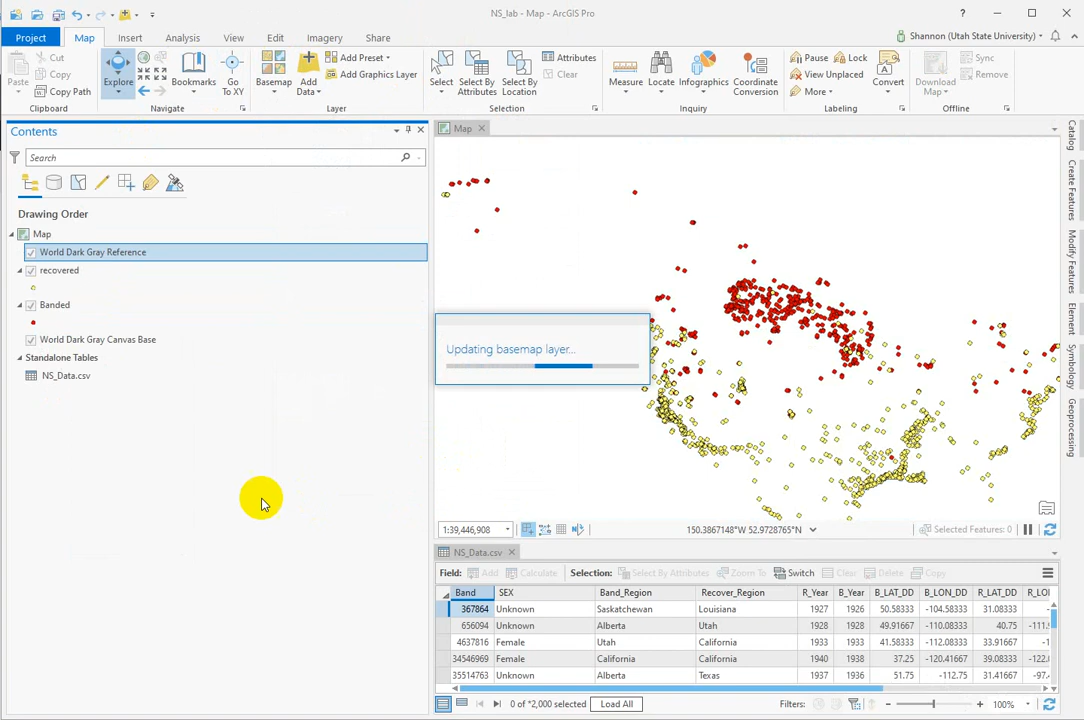 NS_lab - Map - ArcGIS Pro
Project Map Insert Analysis View Edit Imagery Share
Shannon (Utah State University)
Paste Cut Copy Copy Path
Clipboard
Explore Bookmarks Go To XY
Navigate
Basemap Add Data Add Preset Add Graphics Layer
Layer
Select Select By Attributes Select By Location Attributes Clear
Selection
Measure Locate Infographics Coordinate Conversion
Inquiry
Pause Lock View Unplaced More Convert
Labeling
Download Map Sync Remove
Offline
Contents
Search
Drawing Order
Map
World Dark Gray Reference
recovered
Banded
World Dark Gray Canvas Base
Standalone Tables
NS_Data.csv
Map
Updating basemap layer...
1:39,446,908
150.3867148°W 52.9728765°N
Selected Features: 0
Catalog
Create Features
Modify Features
Element
Symbology
Geoprocessing
NS_Data.csv
Field: Add Calculate Selection: Select By Attributes Zoom To Switch Clear Delete Copy
Band SEX Band_Region Recover_Region R_Year B_Year B_LAT_DD B_LON_DD R_LAT_DD R_LOI
367864 Unknown Saskatchewan Louisiana 1927 1926 50.58333 -104.58333 31.08333
656094 Unknown Alberta Utah 1928 1928 49.91667 -110.08333 40.75 -111.
4637816 Female Utah California 1933 1933 41.58333 -112.08333 33.91667
34546969 Female California California 1940 1938 37.25 -120.41667 39.08333 -122.
35514763 Unknown Alberta Texas 1937 1936 51.75 -112.75 31.41667 -97.
0 of *2,000 selected Load All Filters: 100%